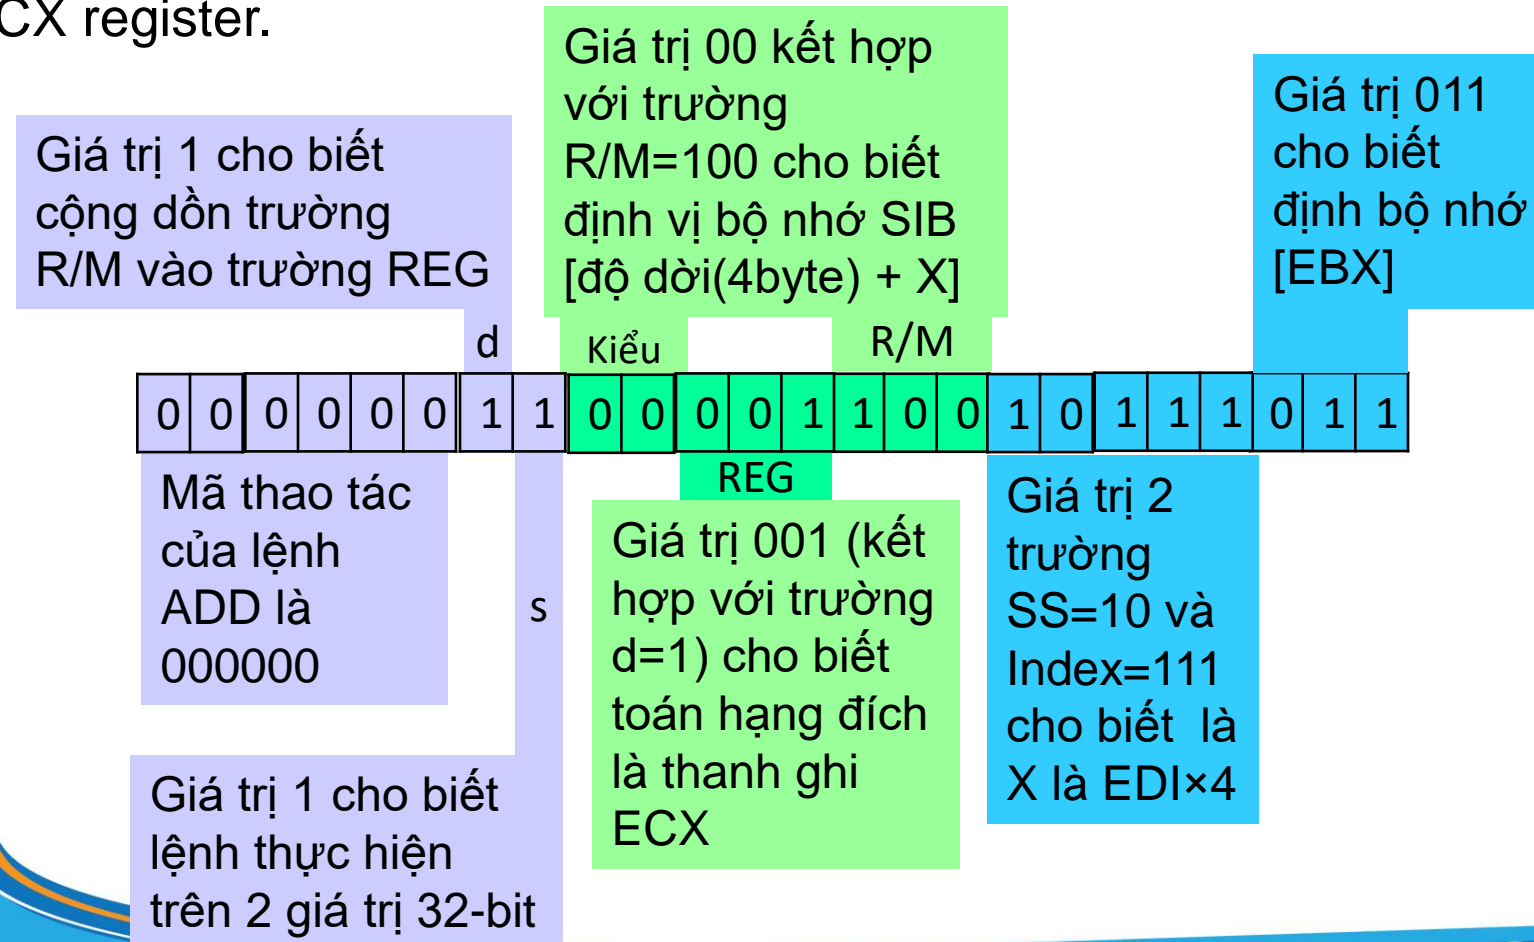 CX register.
Giá trị 1 cho biết
cộng dồn trường
R/M vào trường REG
Giá trị 00 kết hợp
với trường
R/M=100 cho biết
định vị bộ nhớ SIB
[độ dời(4byte) + X]
Giá trị 011
cho biết
định bộ nhớ
[EBX]
d Kiểu R/M
0 0 0 0 0 0 1 1 0 0 0 0 1 1 0 0 1 0 1 1 1 0 1 1
Mã thao tác
của lệnh
ADD là
000000
s
Giá trị 1 cho biết
lệnh thực hiện
trên 2 giá trị 32-bit
REG
Giá trị 001 (kết
hợp với trường
d=1) cho biết
toán hạng đích
là thanh ghi
ECX
Giá trị 2
trường
SS=10 và
Index=111
cho biết là
X là EDI×4